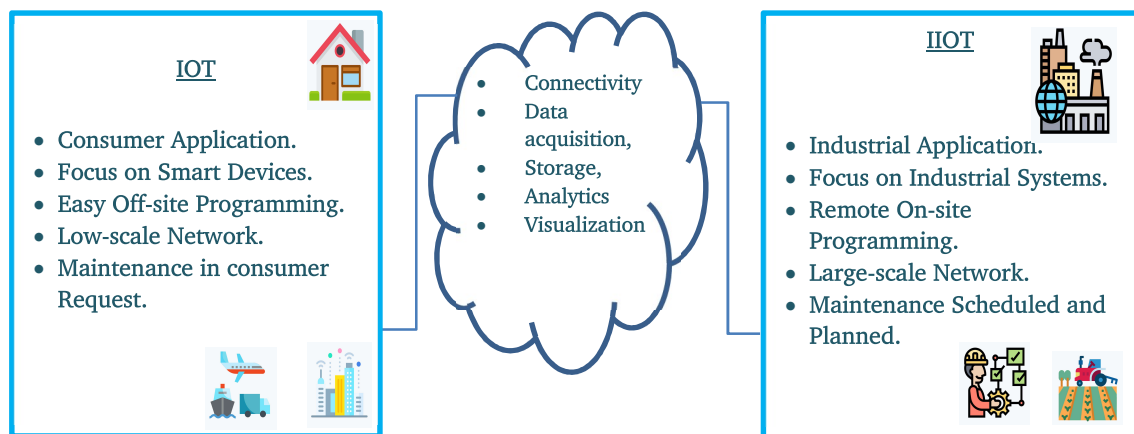 IOT
• Consumer Application.
• Focus on Smart Devices.
• Easy Off-site Programming.
• Low-scale Network.
• Maintenance in consumer
Request.
• Connectivity
• Data
acquisition,
• Storage,
• Analytics
• Visualization
IIOT
• Industrial Application.
• Focus on Industrial Systems.
• Remote On-site
Programming.
• Large-scale Network.
• Maintenance Scheduled and
Planned.